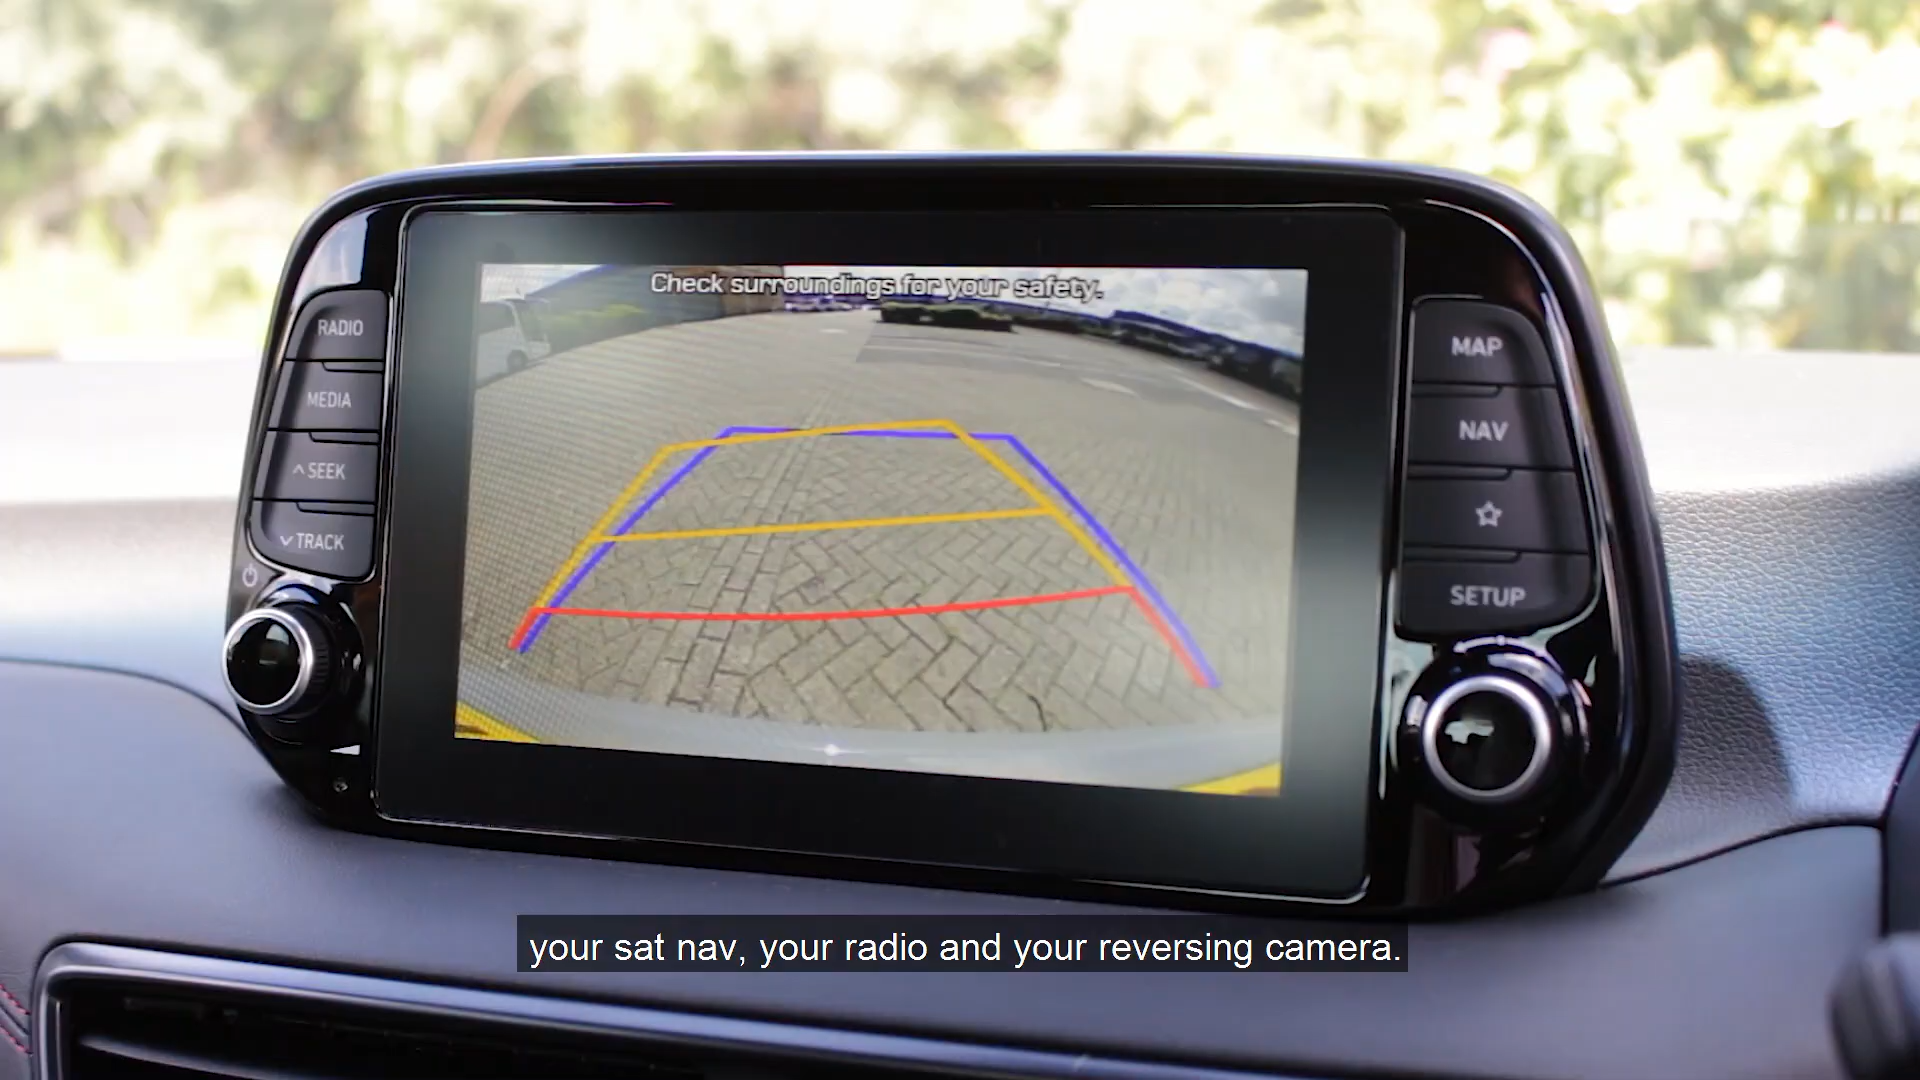 Check surroundings for your safety.
RADIO
MEDIA
SEEK
TRACK
MAP
NAV
SETUP
your sat nav, your radio and your reversing camera.